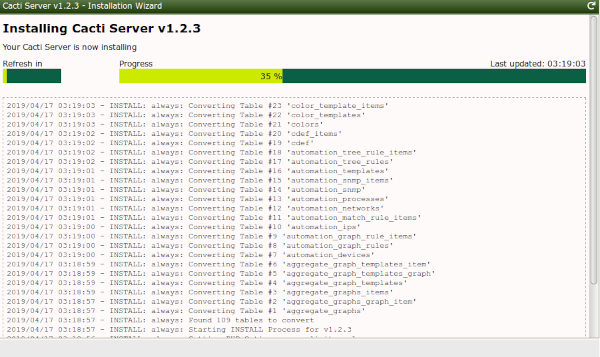 Cacti Server v1.2.3 - Installation Wizard
Installing Cacti Server v1.2.3
Your Cacti Server is now installing
Refresh in Progress Last updated: 03:19:03
35 %
2019/04/17 03:19:03 - INSTALL: always: Converting Table #23 'color_template_items'
2019/04/17 03:19:03 - INSTALL: always: Converting Table #22 'color_templates'
2019/04/17 03:19:03 - INSTALL: always: Converting Table #21 'colors'
2019/04/17 03:19:02 - INSTALL: always: Converting Table #20 'cdef_items'
2019/04/17 03:19:02 - INSTALL: always: Converting Table #19 'cdef'
2019/04/17 03:19:02 - INSTALL: always: Converting Table #18 'automation_tree_rule_items'
2019/04/17 03:19:02 - INSTALL: always: Converting Table #17 'automation_tree_rules'
2019/04/17 03:19:01 - INSTALL: always: Converting Table #16 'automation_templates'
2019/04/17 03:19:01 - INSTALL: always: Converting Table #15 'automation_snmp_items'
2019/04/17 03:19:01 - INSTALL: always: Converting Table #14 'automation_snmp'
2019/04/17 03:19:01 - INSTALL: always: Converting Table #13 'automation_processes'
2019/04/17 03:19:01 - INSTALL: always: Converting Table #12 'automation_networks'
2019/04/17 03:19:01 - INSTALL: always: Converting Table #11 'automation_match_rule_items'
2019/04/17 03:19:00 - INSTALL: always: Converting Table #10 'automation_ips'
2019/04/17 03:19:00 - INSTALL: always: Converting Table #9 'automation_graph_rule_items'
2019/04/17 03:19:00 - INSTALL: always: Converting Table #8 'automation_graph_rules'
2019/04/17 03:19:00 - INSTALL: always: Converting Table #7 'automation_devices'
2019/04/17 03:18:59 - INSTALL: always: Converting Table #6 'aggregate_graph_templates_item'
2019/04/17 03:18:59 - INSTALL: always: Converting Table #5 'aggregate_graph_templates_graph'
2019/04/17 03:18:59 - INSTALL: always: Converting Table #4 'aggregate_graph_templates'
2019/04/17 03:18:59 - INSTALL: always: Converting Table #3 'aggregate_graphs_items'
2019/04/17 03:18:58 - INSTALL: always: Converting Table #2 'aggregate_graphs_graph_item'
2019/04/17 03:18:57 - INSTALL: always: Converting Table #1 'aggregate_graphs'
2019/04/17 03:18:57 - INSTALL: always: Found 109 tables to convert
2019/04/17 03:18:57 - INSTALL: always: Starting INSTALL Process for v1.2.3